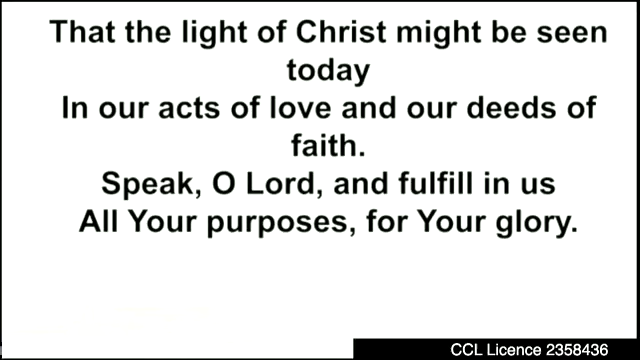 That the light of Christ might be seen
today
In our acts of love and our deeds of
faith.
Speak, O Lord, and fulfill in us
All Your purposes, for Your glory.
CCL Licence 2358436